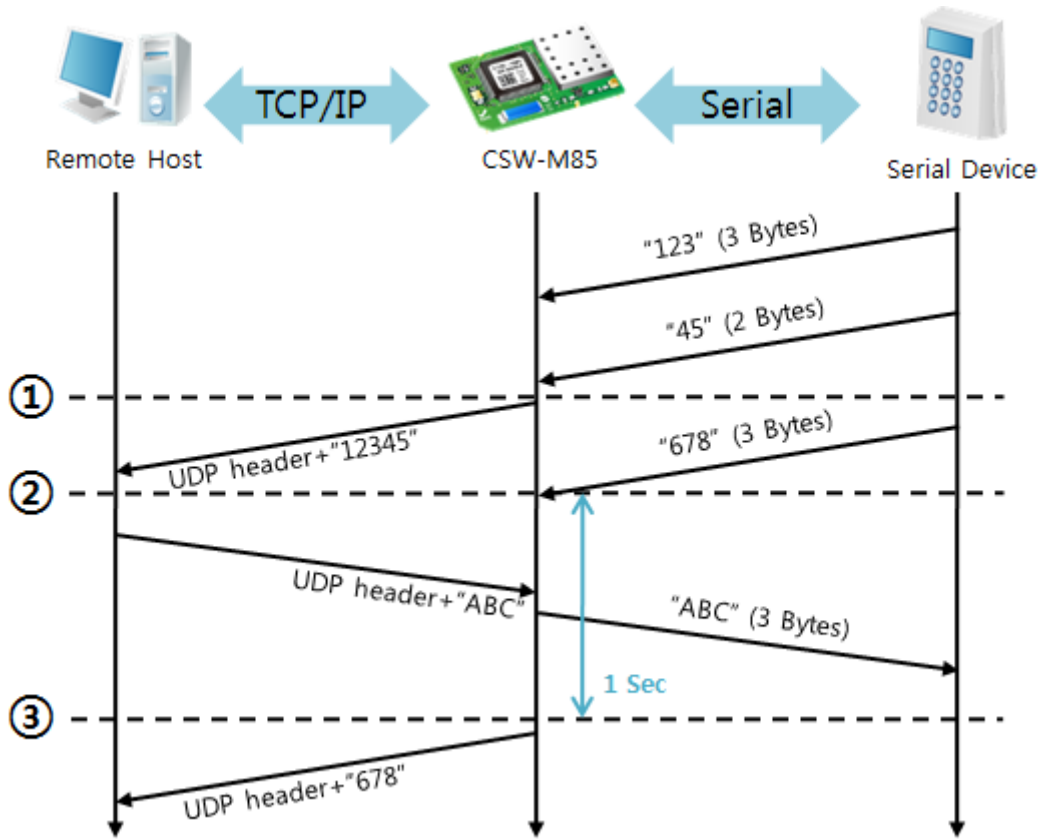 TCP/IP
Serial
Remote Host
CSW-M85
Serial Device
"123" (3 Bytes)
"45" (2 Bytes)
①
UDP header+"12345"
"678" (3 Bytes)
②
UDP header+"ABC"
"ABC" (3 Bytes)
1 Sec
③
UDP header+"678"